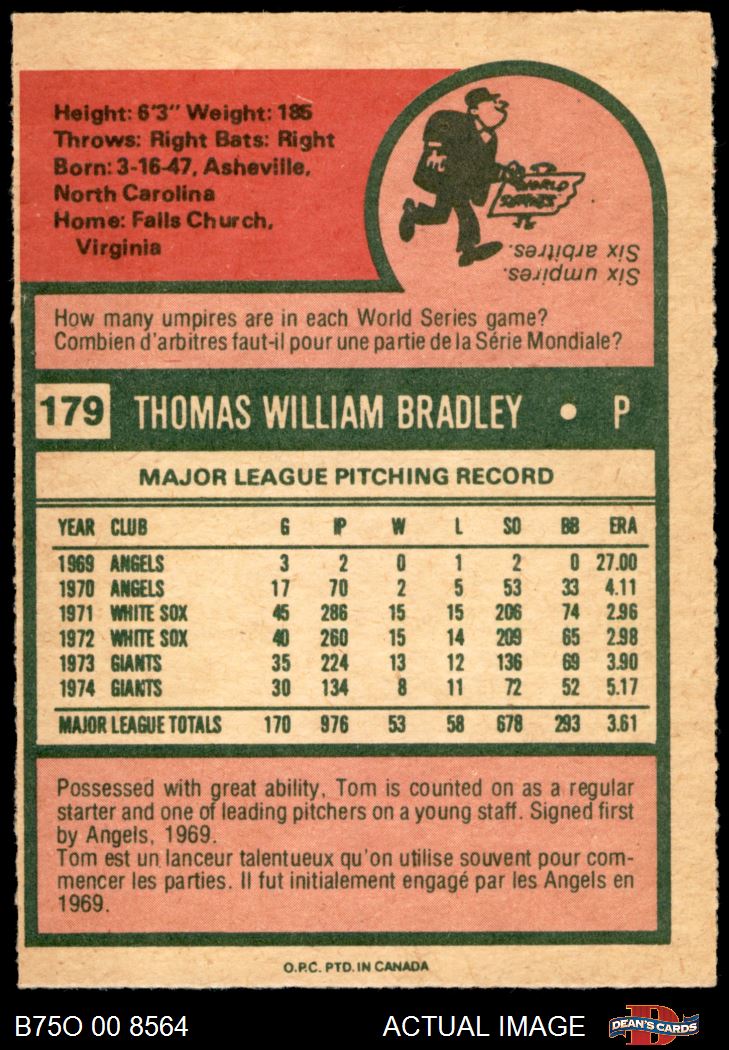 Height: 6'3" Weight: 185
Throws: Right Bats: Right
Born: 3-16-47, Asheville,
North Carolina
Home: Falls Church,
Virginia
WORLD
SERIES
Six umpires.
Six arbitres.
How many umpires are in each World Series game?
Combien d'arbitres faut-il pour une partie de la Série Mondiale?
179 THOMAS WILLIAM BRADLEY • P
MAJOR LEAGUE PITCHING RECORD
YEAR CLUB G IP W L SO BB ERA
1969 ANGELS 3 2 0 1 2 0 27.00
1970 ANGELS 17 70 2 5 53 33 4.11
1971 WHITE SOX 45 286 15 15 206 74 2.96
1972 WHITE SOX 40 260 15 14 209 65 2.98
1973 GIANTS 35 224 13 12 136 69 3.90
1974 GIANTS 30 134 8 11 72 52 5.17
MAJOR LEAGUE TOTALS 170 976 53 58 678 293 3.61
Possessed with great ability, Tom is counted on as a regular
starter and one of leading pitchers on a young staff. Signed first
by Angels, 1969.
Tom est un lanceur talentueux qu'on utilise souvent pour com-
mencer les parties. Il fut initialement engagé par les Angels en
1969.
O.P.C. PTD. IN CANADA
B75O 00 8564 ACTUAL IMAGE DEAN'S CARDS